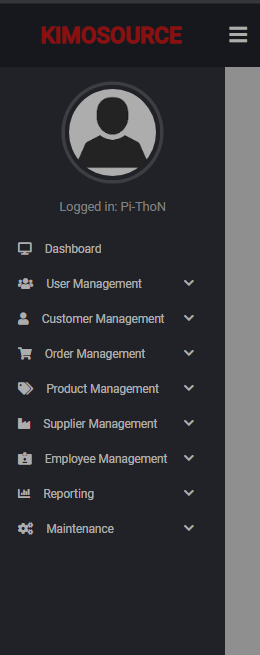 KIMOSOURCE
Logged in: Pi-ThoN
Dashboard
User Management
Customer Management
Order Management
Product Management
Supplier Management
Employee Management
Reporting
Maintenance